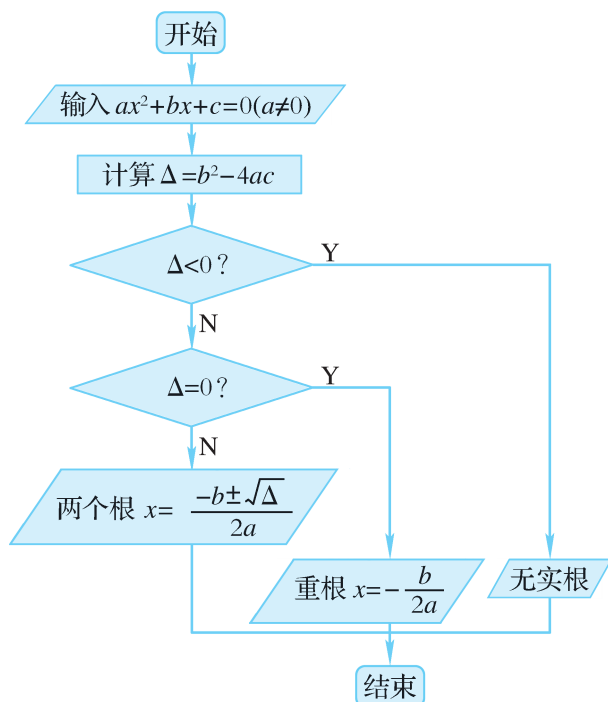 开始
输入 ax²+bx+c=0(a≠0)
计算 Δ=b²-4ac
Δ<0?
Y
N
Δ=0?
Y
N
两个根 x= (-b±√Δ)/2a
重根 x=-b/2a
无实根
结束